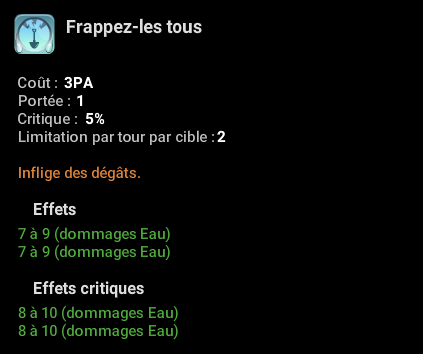 Frappez-les tous
Coût : 3PA
Portée : 1
Critique : 5%
Limitation par tour par cible : 2
Inflige des dégâts.
Effets
7 à 9 (dommages Eau)
7 à 9 (dommages Eau)
Effets critiques
8 à 10 (dommages Eau)
8 à 10 (dommages Eau)